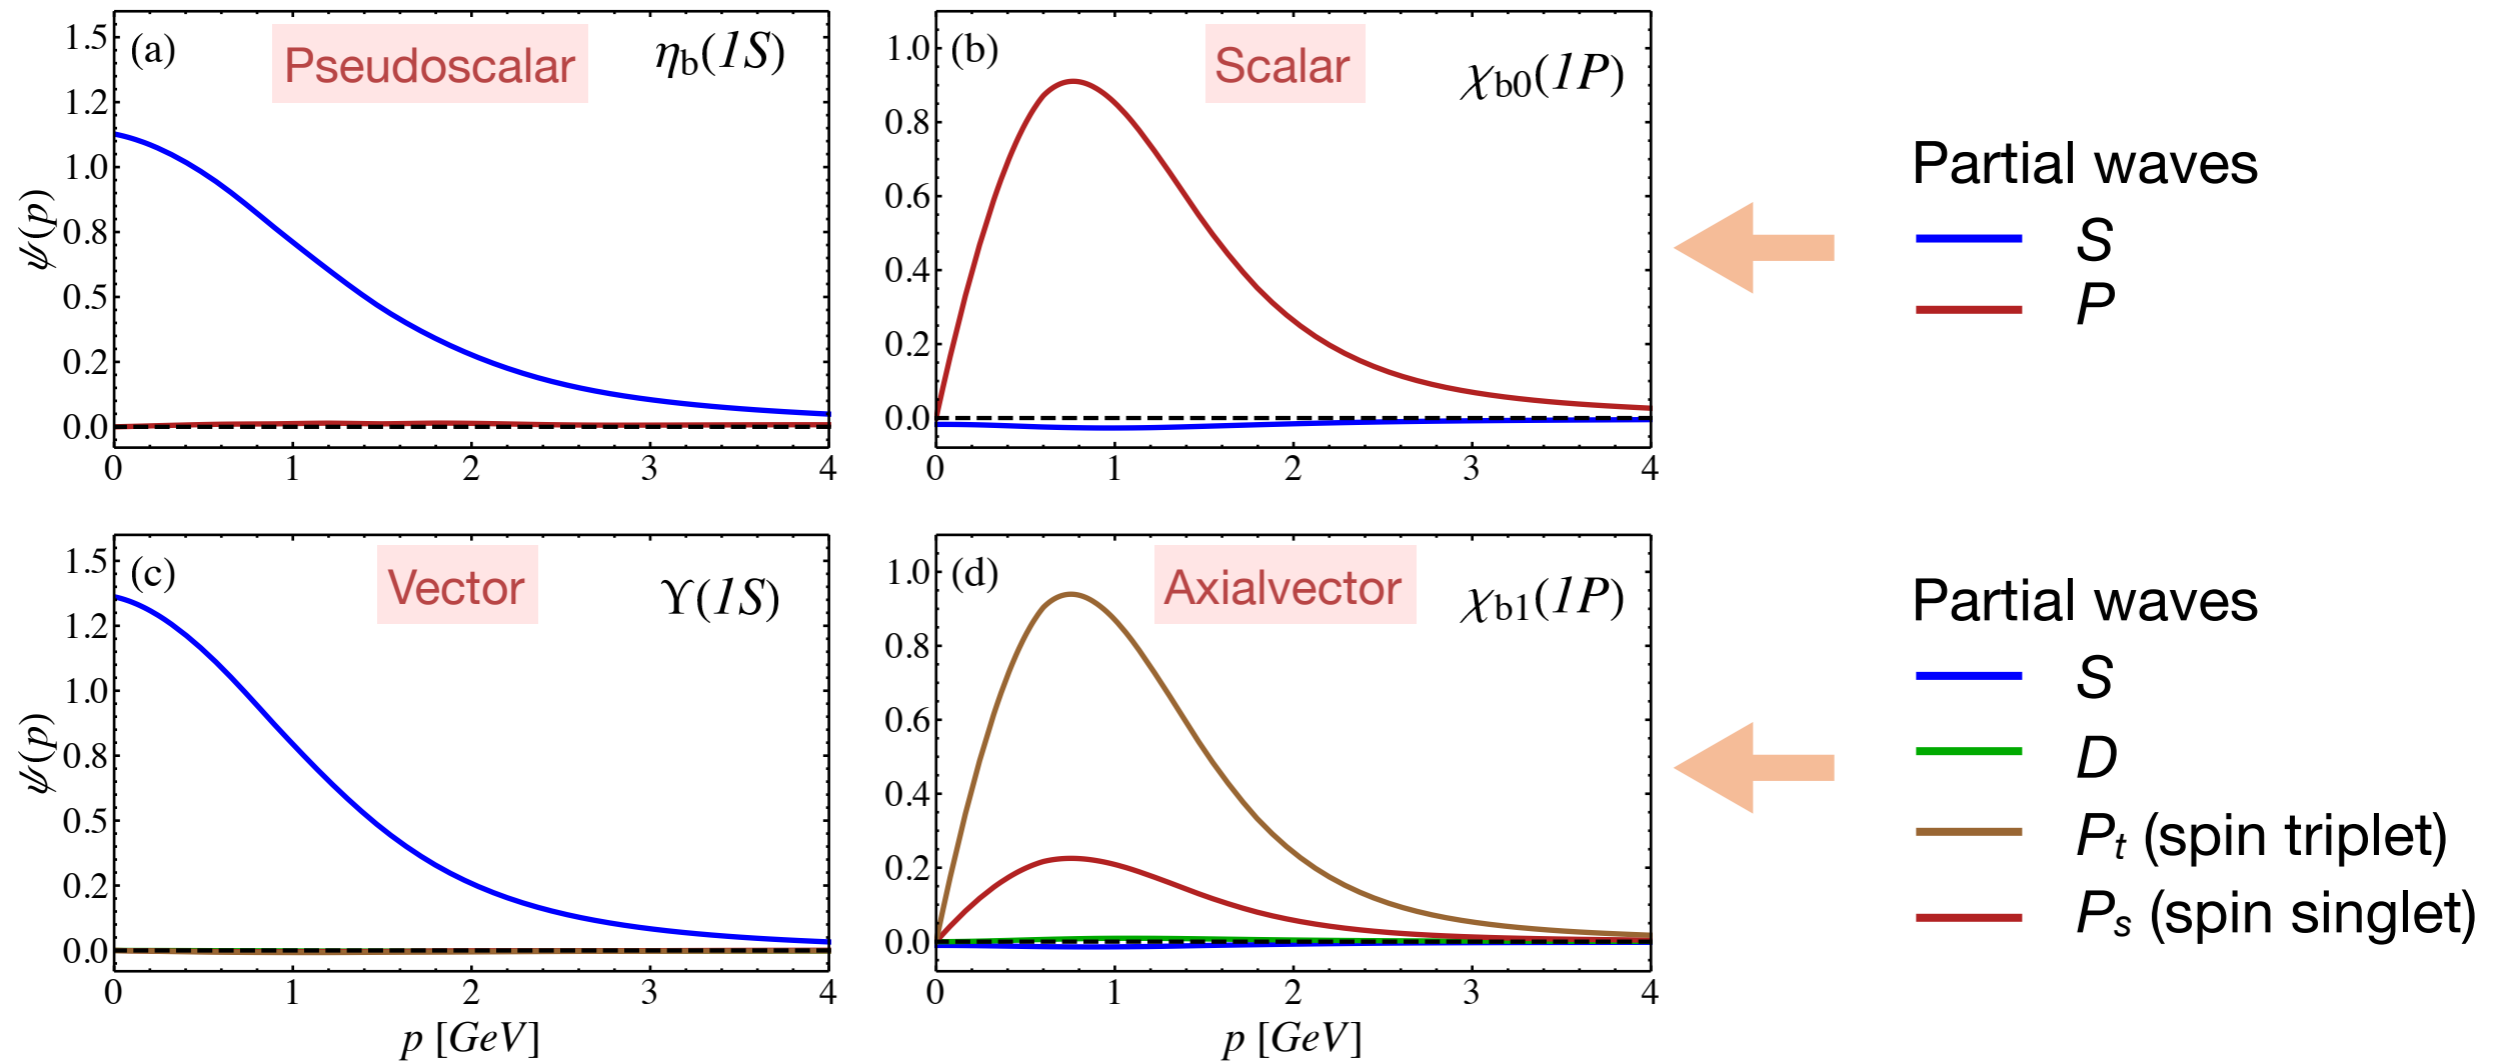 (a) Pseudoscalar ηb(1S)
ψ(p)
1.5
1.2
1.0
0.8
0.5
0.2
0.0
0 1 2 3 4
(b) Scalar χb0(1P)
1.0
0.8
0.6
0.4
0.2
0.0
0 1 2 3 4
Partial waves
S
P
(c) Vector ϒ(1S)
ψ(p)
1.5
1.2
1.0
0.8
0.5
0.2
0.0
0 1 2 3 4
p [GeV]
(d) Axialvector χb1(1P)
1.0
0.8
0.6
0.4
0.2
0.0
0 1 2 3 4
p [GeV]
Partial waves
S
D
Pt (spin triplet)
Ps (spin singlet)